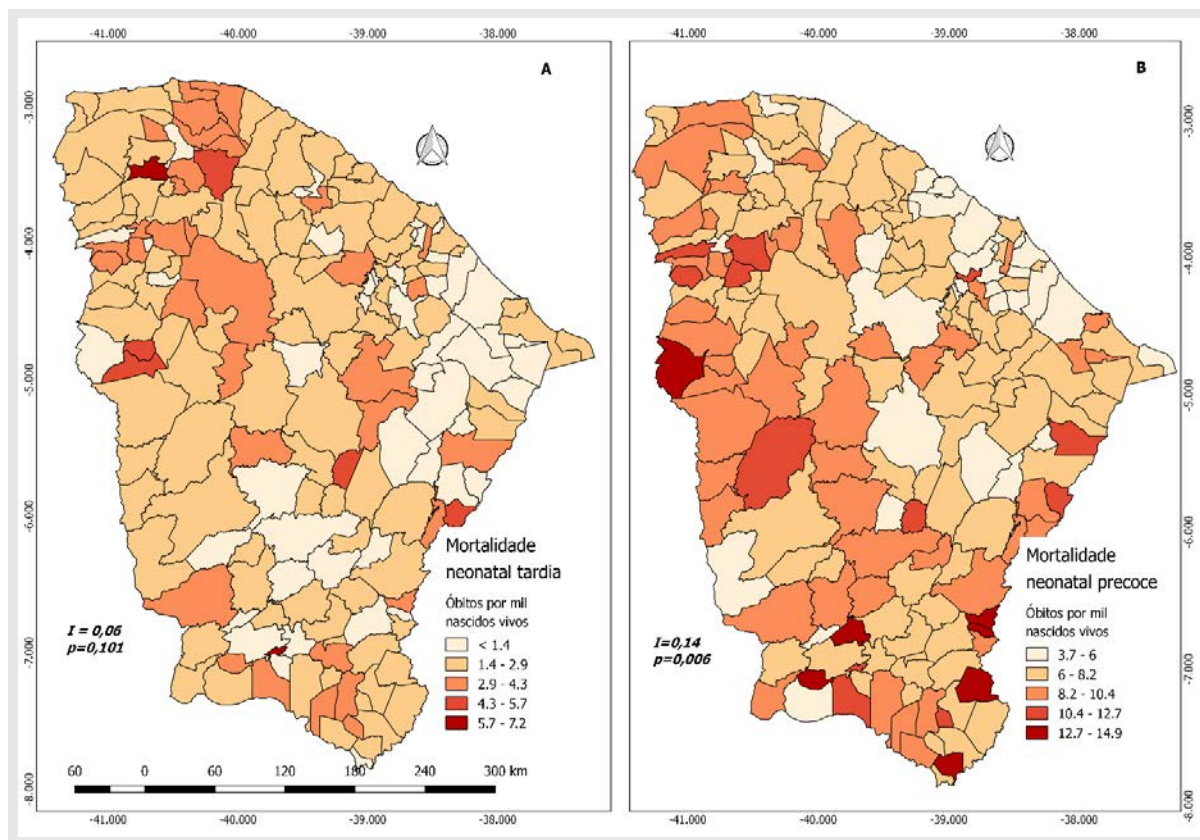 -41.000 -40.000 -39.000 -38.000
A
-3.000
-4.000
-5.000
-6.000
-7.000
-8.000
Mortalidade
neonatal tardia
Óbitos por mil
nascidos vivos
< 1.4
1.4 - 2.9
2.9 - 4.3
4.3 - 5.7
5.7 - 7.2
I = 0,06
p=0,101
60 0 60 120 180 240 300 km
-41.000 -40.000 -39.000 -38.000
-41.000 -40.000 -39.000 -38.000
B
-3.000
-4.000
-5.000
-6.000
-7.000
-8.000
Mortalidade
neonatal precoce
Óbitos por mil
nascidos vivos
3.7 - 6
6 - 8.2
8.2 - 10.4
10.4 - 12.7
12.7 - 14.9
I=0,14
p=0,006
-41.000 -40.000 -39.000 -38.000